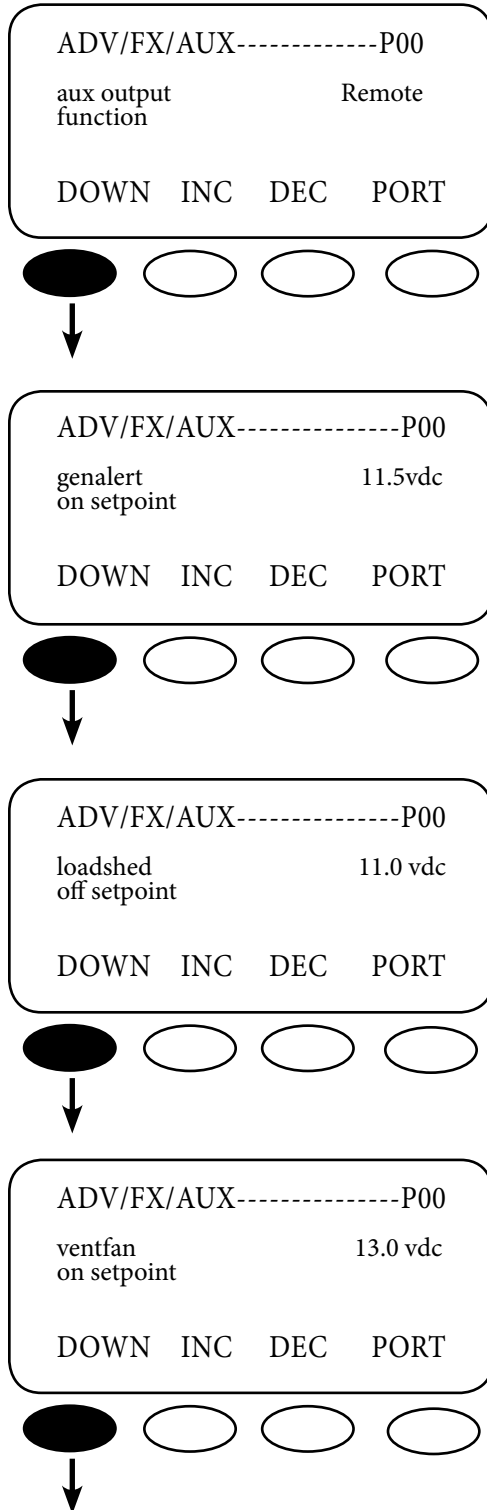 ADV/FX/AUX-------------P00
aux output Remote
function
DOWN INC DEC PORT
ADV/FX/AUX---------------P00
genalert 11.5vdc
on setpoint
DOWN INC DEC PORT
ADV/FX/AUX---------------P00
loadshed 11.0 vdc
off setpoint
DOWN INC DEC PORT
ADV/FX/AUX---------------P00
ventfan 13.0 vdc
on setpoint
DOWN INC DEC PORT